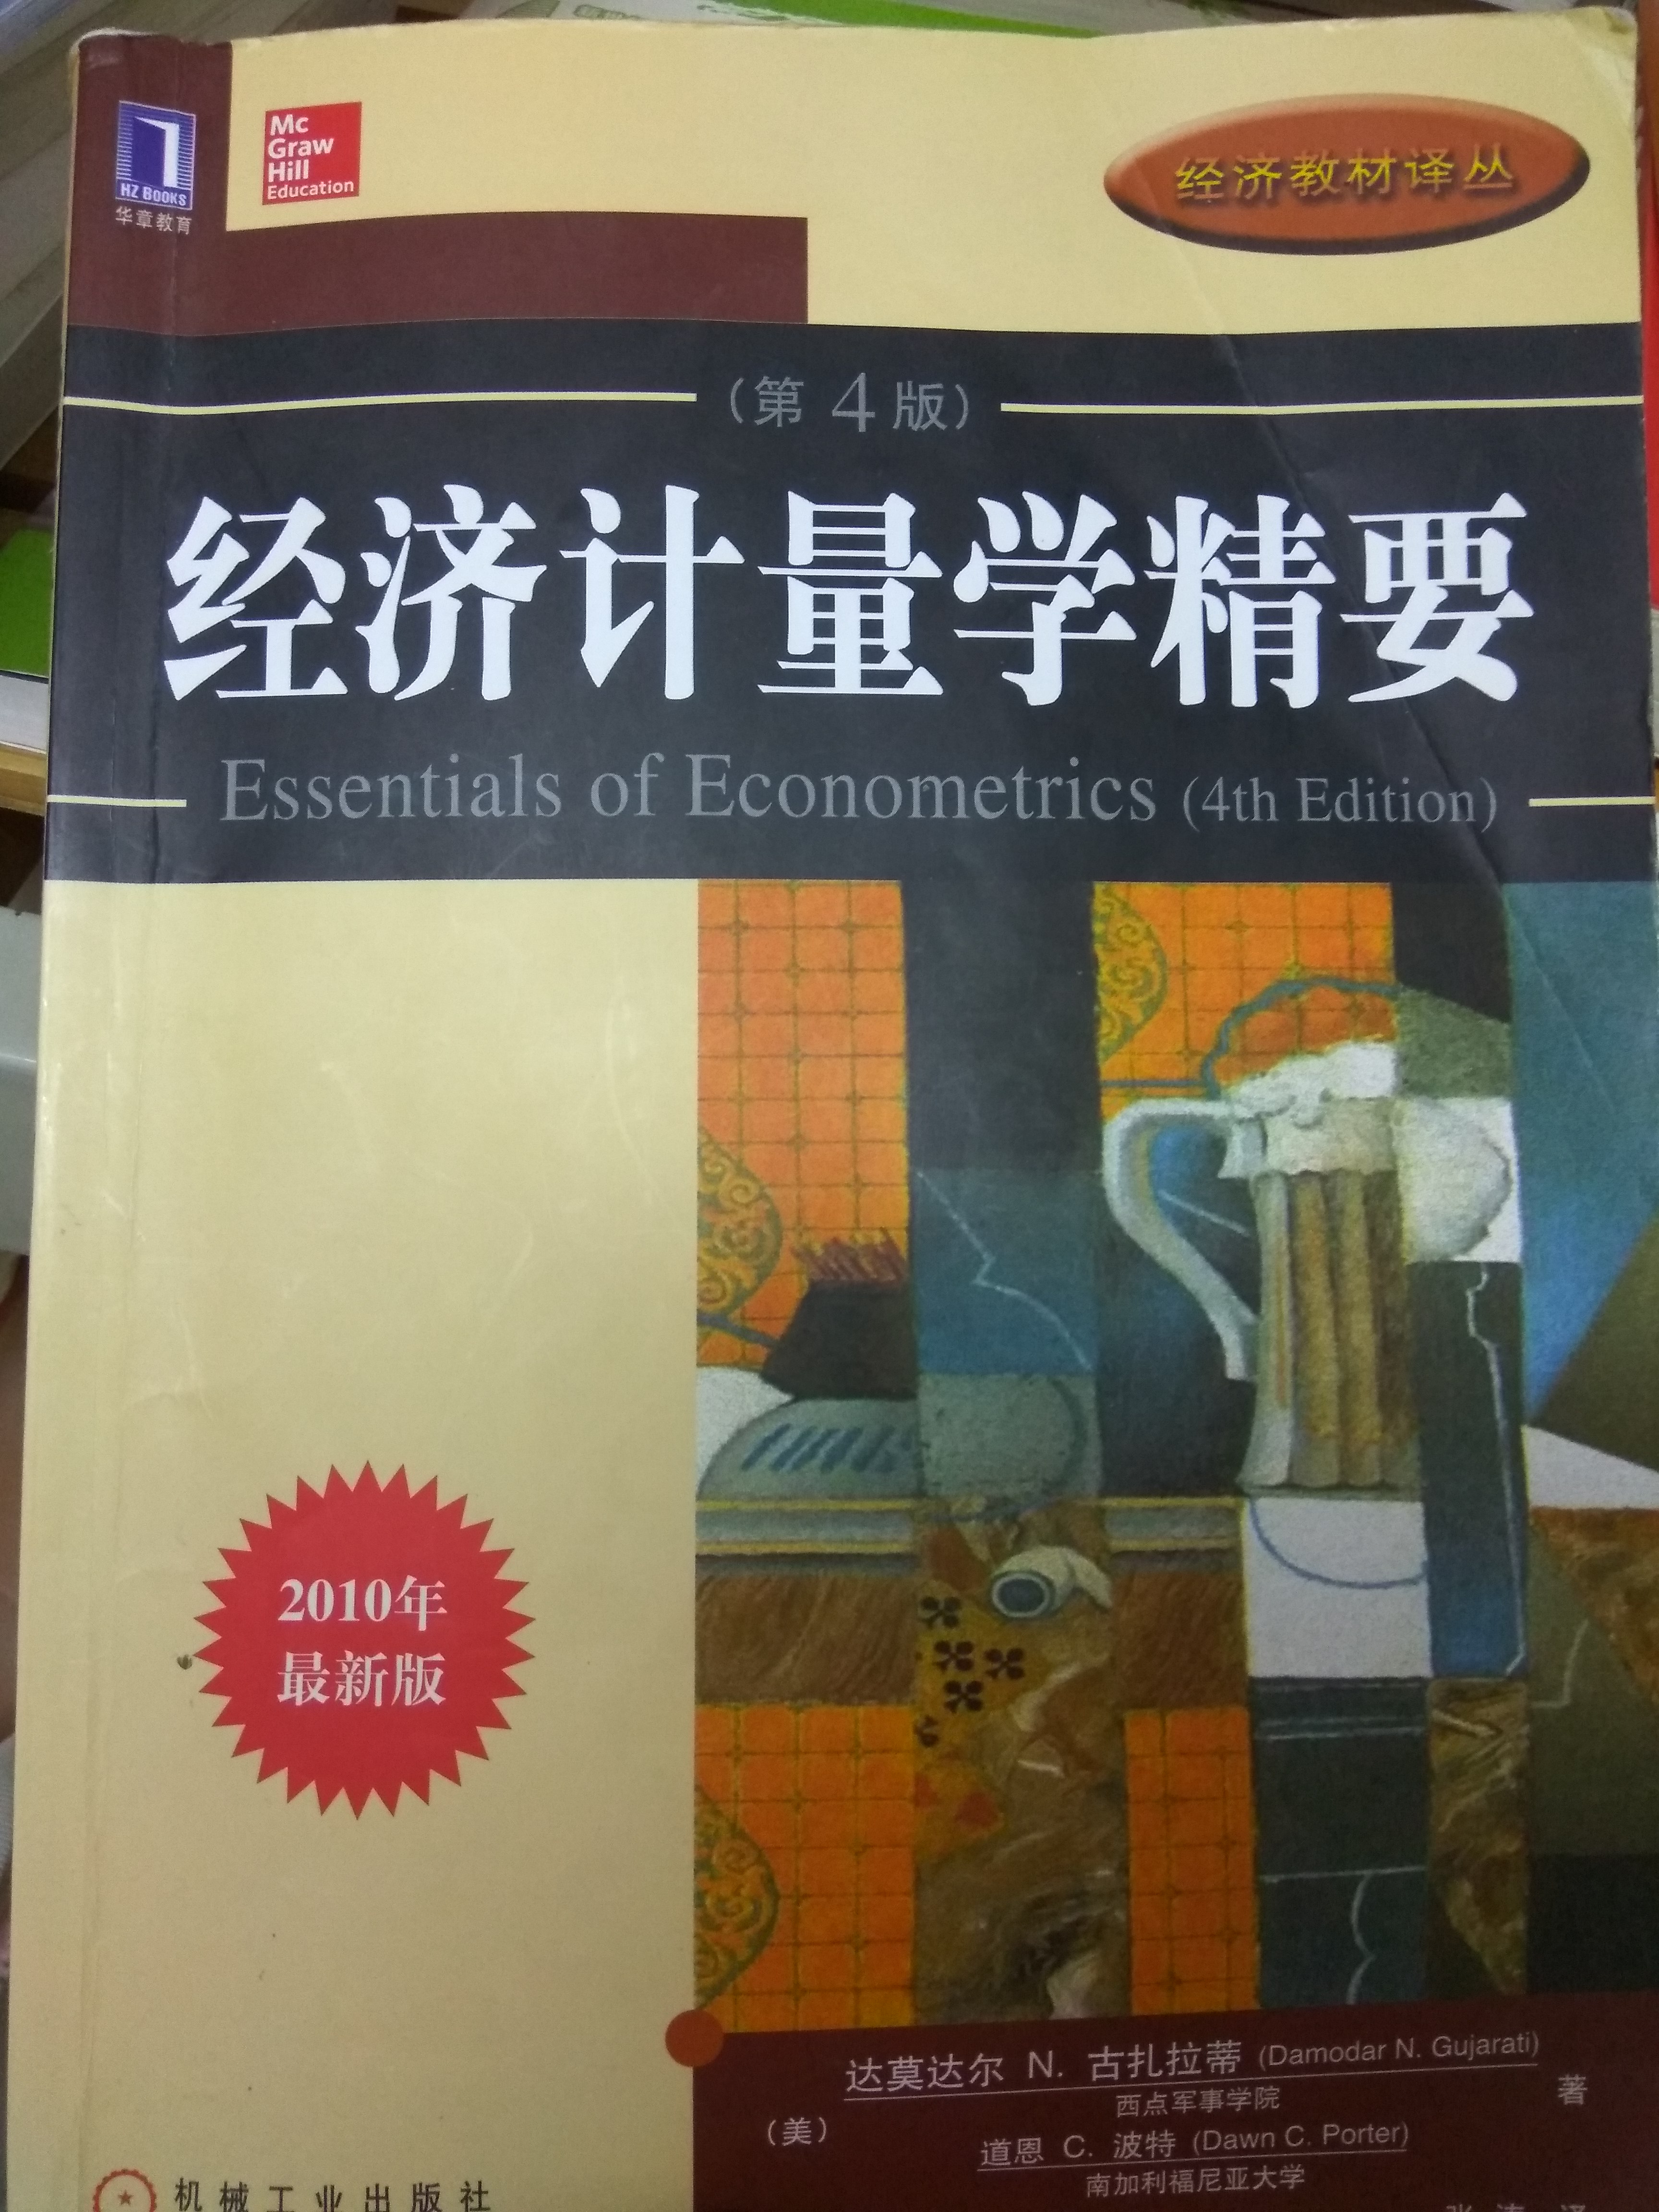 HZ BOOKS
华章教育
Mc
Graw
Hill
Education
经济教材译丛
(第 4 版)
经济计量学精要
Essentials of Econometrics (4th Edition)
2010年
最新版
达莫达尔 N. 古扎拉蒂 (Damodar N. Gujarati)
西点军事学院
(美)
著
道恩 C. 波特 (Dawn C. Porter)
南加利福尼亚大学
机械工业出版社